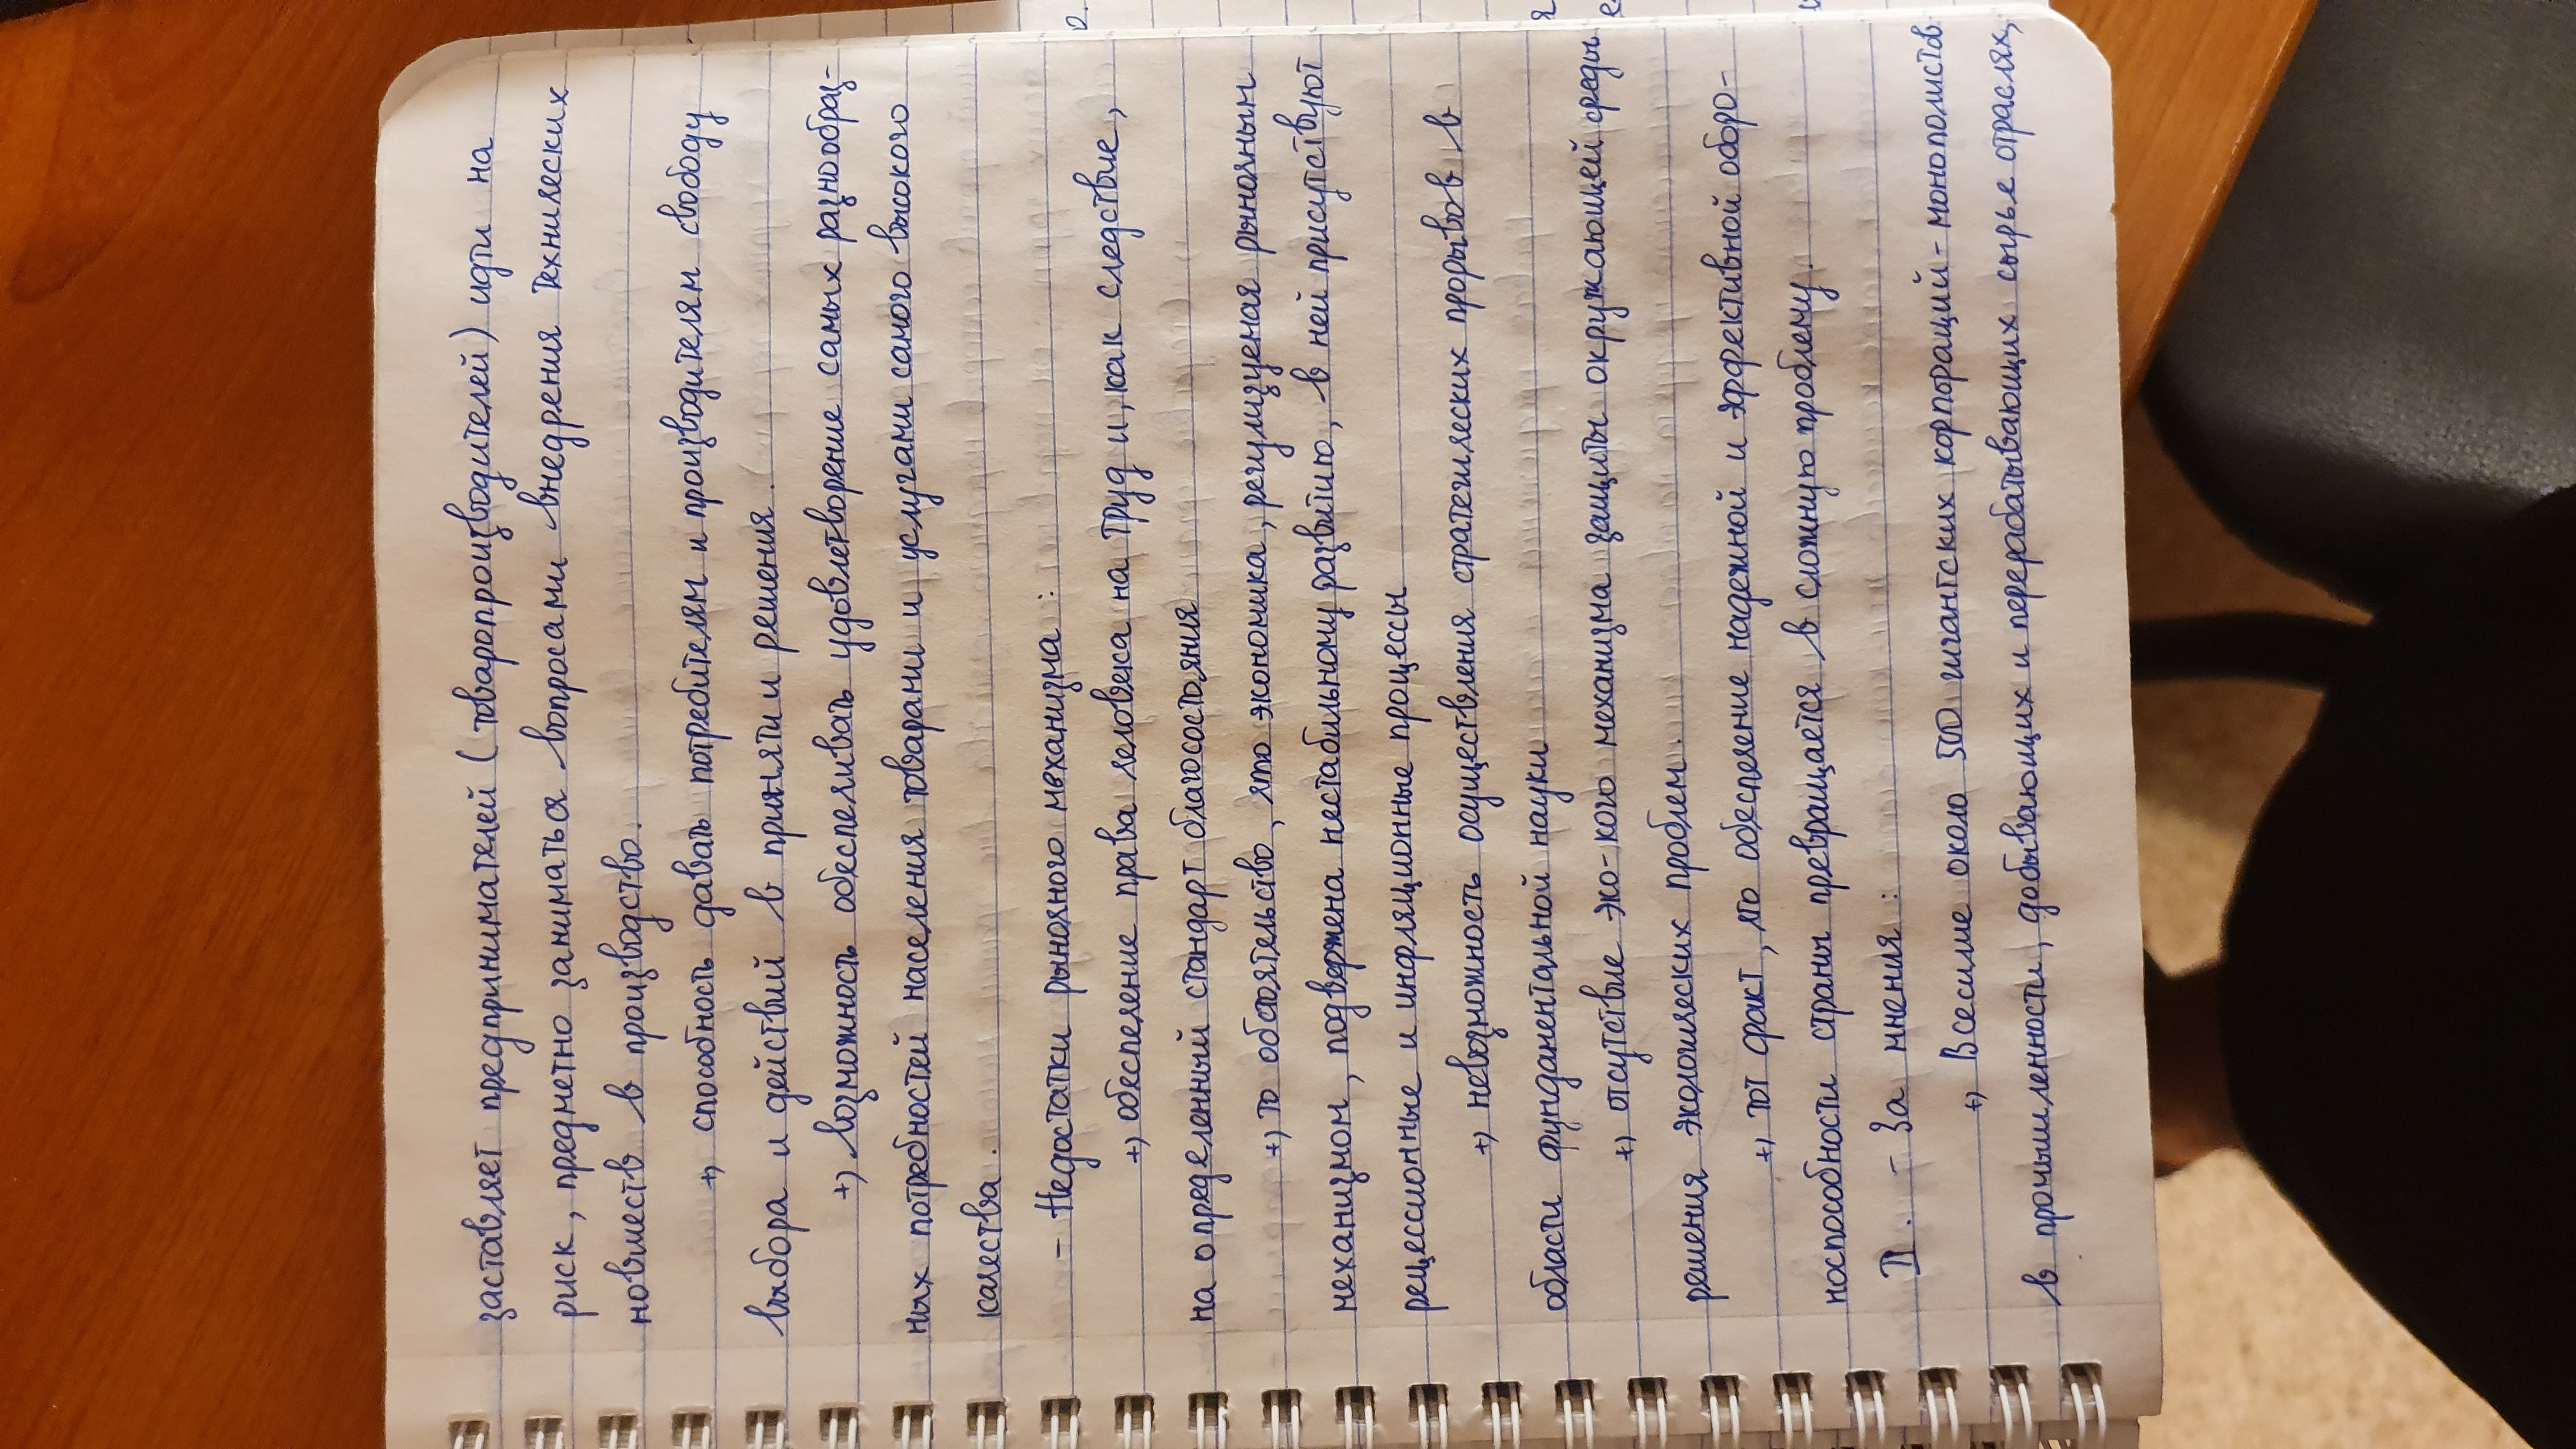 заставляет предпринимателей (товаропроизводителей) идти на
риск, предметно заниматься вопросами внедрения технических
новшеств в производство.
+) способность давать потребителям и производителям свободу
выбора и действий в принятии решения.
+) возможность обеспечивать удовлетворение самых разнообраз-
ных потребностей населения товарами и услугами самого высокого
качества.
- Недостатки рыночного механизма :
+) обеспечение права человека на труд и, как следствие,
на определенный стандарт благосостояния
+) то обстоятельство, что экономика, регулизуемая рыночным
механизмом, подвержена нестабильному развитию, в ней присутствуют
рецессионные и инфляционные процессы
+) невозможность осуществления стратегических прорывов в
области фундаментальной науки
+) отсутствие эко-кого механизма защиты окружающей среды
решения экологических проблем.
+) тот факт, что обеспечение надежной и эффективной оборо-
носпособности страны превращается в сложную проблему.
II. - За мнения :
+) Всесилие около 500 гигантских корпораций-монополистов
в промышленности, добывающих и перерабатывающих сырье отраслях,